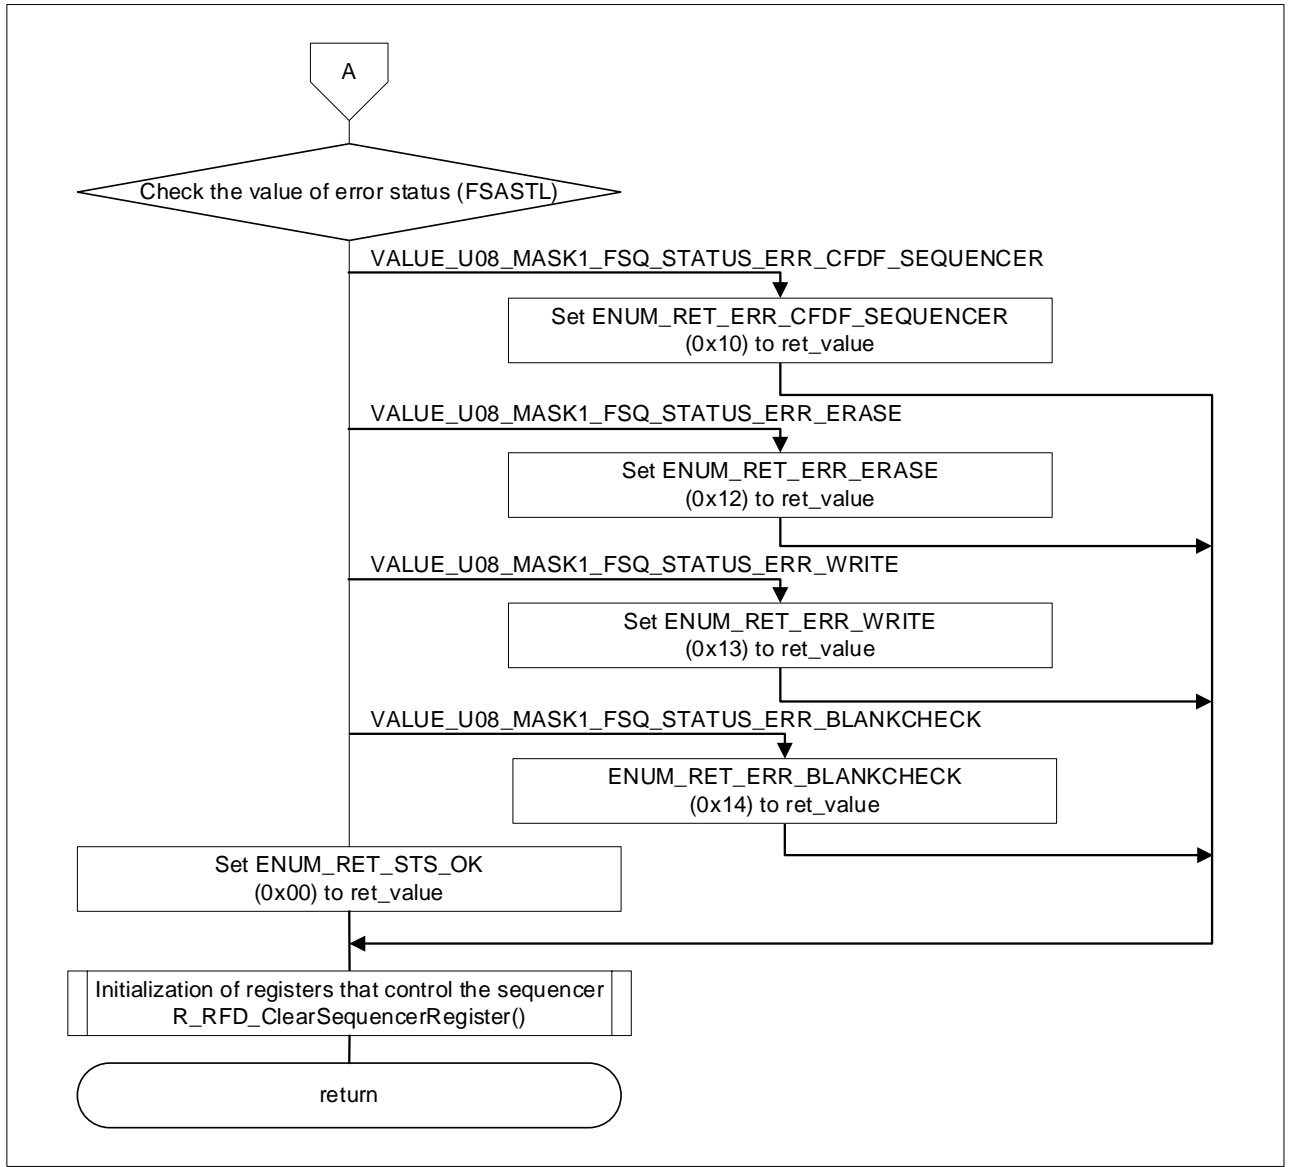 A
Check the value of error status (FSASTL)
VALUE_U08_MASK1_FSQ_STATUS_ERR_CFDF_SEQUENCER
Set ENUM_RET_ERR_CFDF_SEQUENCER
(0x10) to ret_value
VALUE_U08_MASK1_FSQ_STATUS_ERR_ERASE
Set ENUM_RET_ERR_ERASE
(0x12) to ret_value
VALUE_U08_MASK1_FSQ_STATUS_ERR_WRITE
Set ENUM_RET_ERR_WRITE
(0x13) to ret_value
VALUE_U08_MASK1_FSQ_STATUS_ERR_BLANKCHECK
ENUM_RET_ERR_BLANKCHECK
(0x14) to ret_value
Set ENUM_RET_STS_OK
(0x00) to ret_value
Initialization of registers that control the sequencer
R_RFD_ClearSequencerRegister()
return